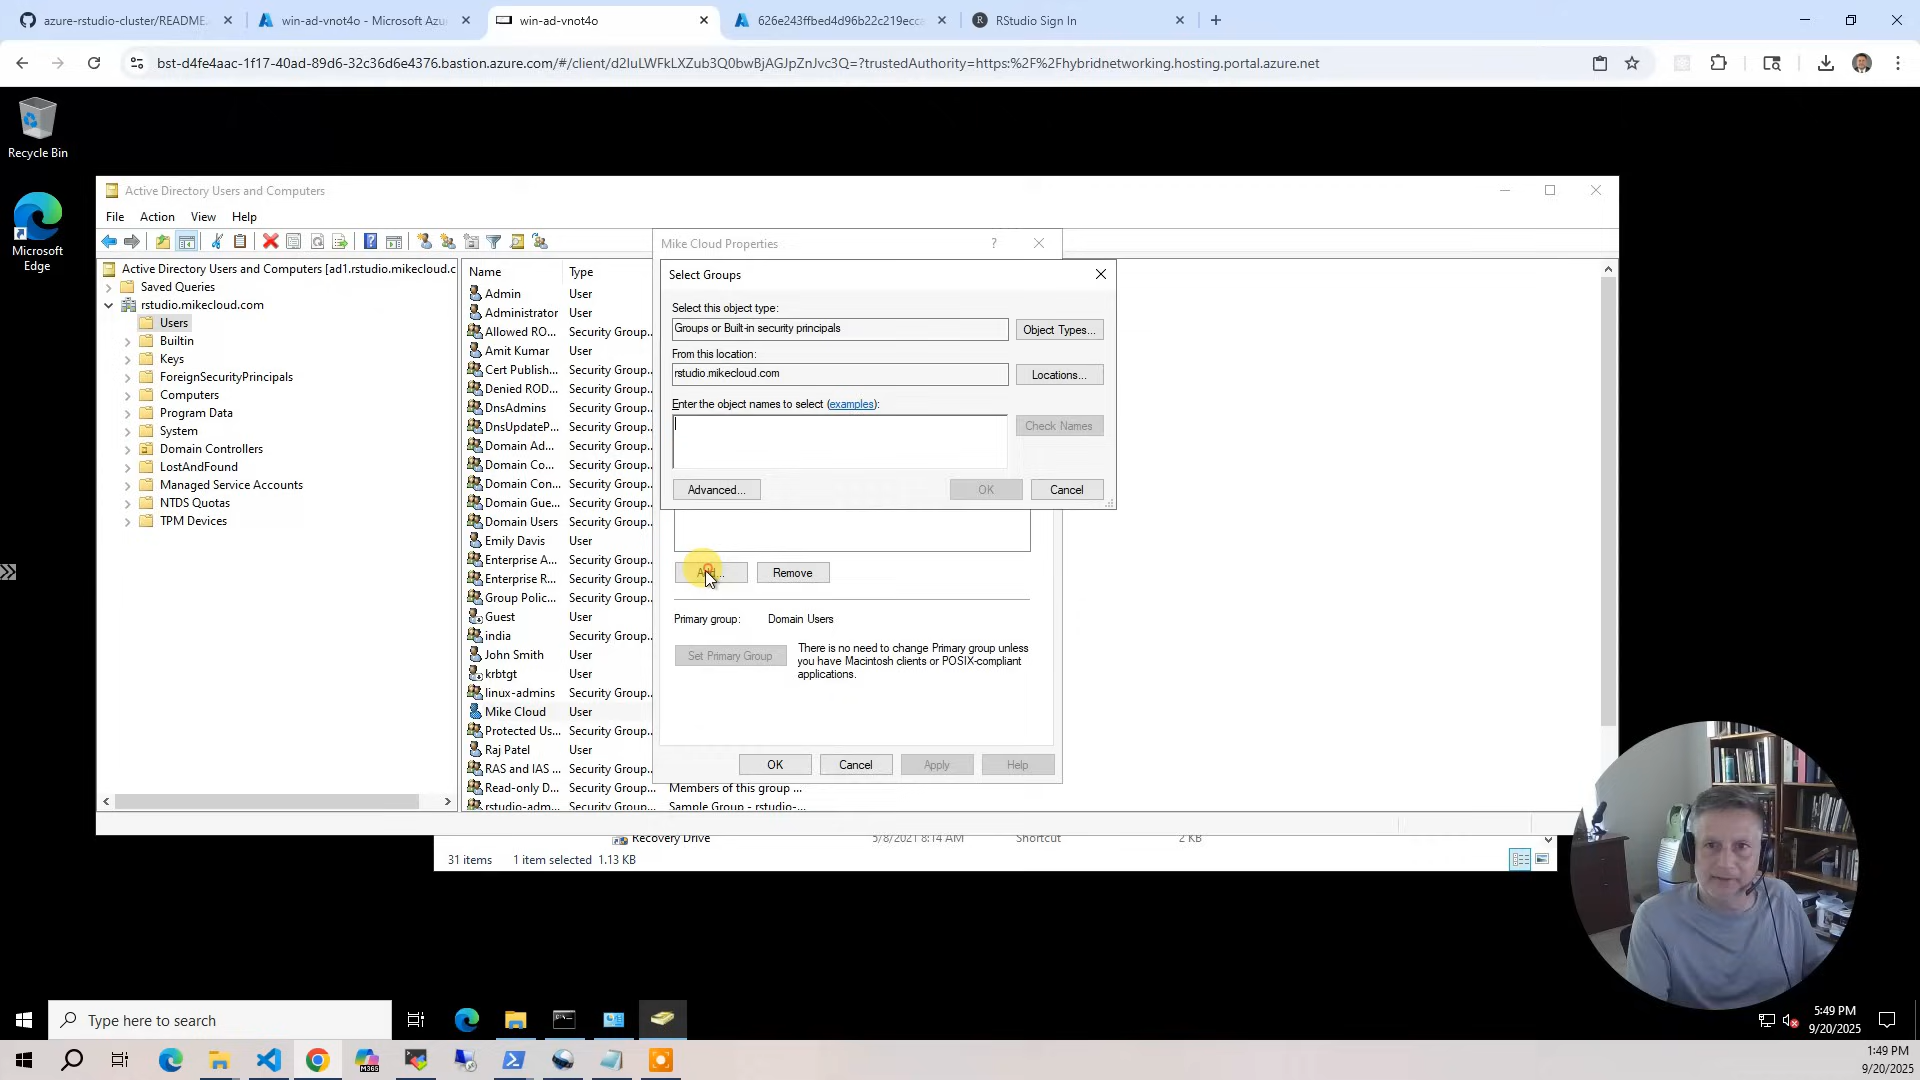 azure-rstudio-cluster/README.
win-ad-vnot4o - Microsoft Azu
win-ad-vnot4o
626e243ffbed4d96b22c219ecca
RStudio Sign In
bst-d4fe4aac-1f17-40ad-89d6-32c36d6e4376.bastion.azure.com/#/client/d2luLWFkLXZub3Q0bwBjAGJpZnJvc3Q=?trustedAuthority=https:%2F%2Fhybridnetworking.hosting.portal.azure.net
Recycle Bin
Microsoft
Edge
Active Directory Users and Computers
File
Action
View
Help
Active Directory Users and Computers [ad1.rstudio.mikecloud.c
Saved Queries
rstudio.mikecloud.com
Users
Builtin
Keys
ForeignSecurityPrincipals
Computers
Program Data
System
Domain Controllers
LostAndFound
Managed Service Accounts
NTDS Quotas
TPM Devices
Name
Type
Admin User
Administrator User
Allowed RO... Security Group...
Amit Kumar User
Cert Publish... Security Group...
Denied ROD... Security Group...
DnsAdmins Security Group...
DnsUpdateP... Security Group...
Domain Ad... Security Group...
Domain Co... Security Group...
Domain Con... Security Group...
Domain Gue... Security Group...
Domain Users Security Group...
Emily Davis User
Enterprise A... Security Group...
Enterprise R... Security Group...
Group Polic... Security Group...
Guest User
india Security Group...
John Smith User
krbtgt User
linux-admins Security Group...
Mike Cloud User
Protected Us... Security Group...
Raj Patel User
RAS and IAS ... Security Group...
Read-only D... Security Group... Members of this group ...
rstudio-adm... Security Group... Sample Group - rstudio-...
Mike Cloud Properties
?
Select Groups
Select this object type:
Groups or Built-in security principals
Object Types...
From this location:
rstudio.mikecloud.com
Locations...
Enter the object names to select (examples):
Check Names
Advanced...
OK
Cancel
Add...
Remove
Primary group:
Domain Users
Set Primary Group
There is no need to change Primary group unless
you have Macintosh clients or POSIX-compliant
applications.
OK
Cancel
Apply
Help
Recovery Drive
5/8/2021 8:14 AM
Shortcut
2 KB
31 items
1 item selected 1.13 KB
Type here to search
5:49 PM
9/20/2025
M365
1:49 PM
9/20/2025